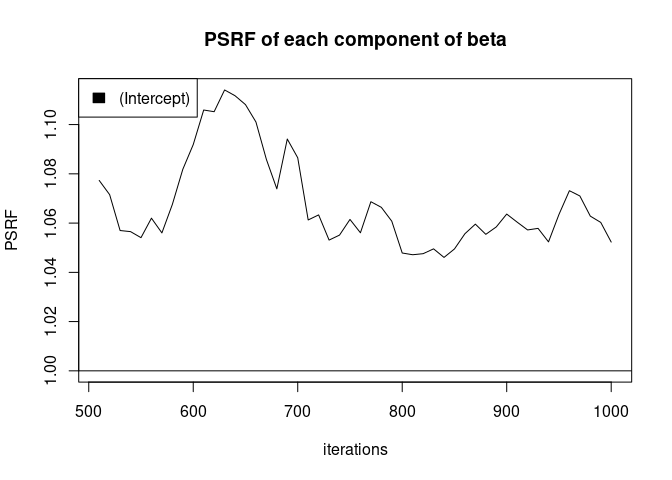 PSRF of each component of beta
(Intercept)
PSRF
1.10
1.08
1.06
1.04
1.02
1.00
500 600 700 800 900 1000
iterations